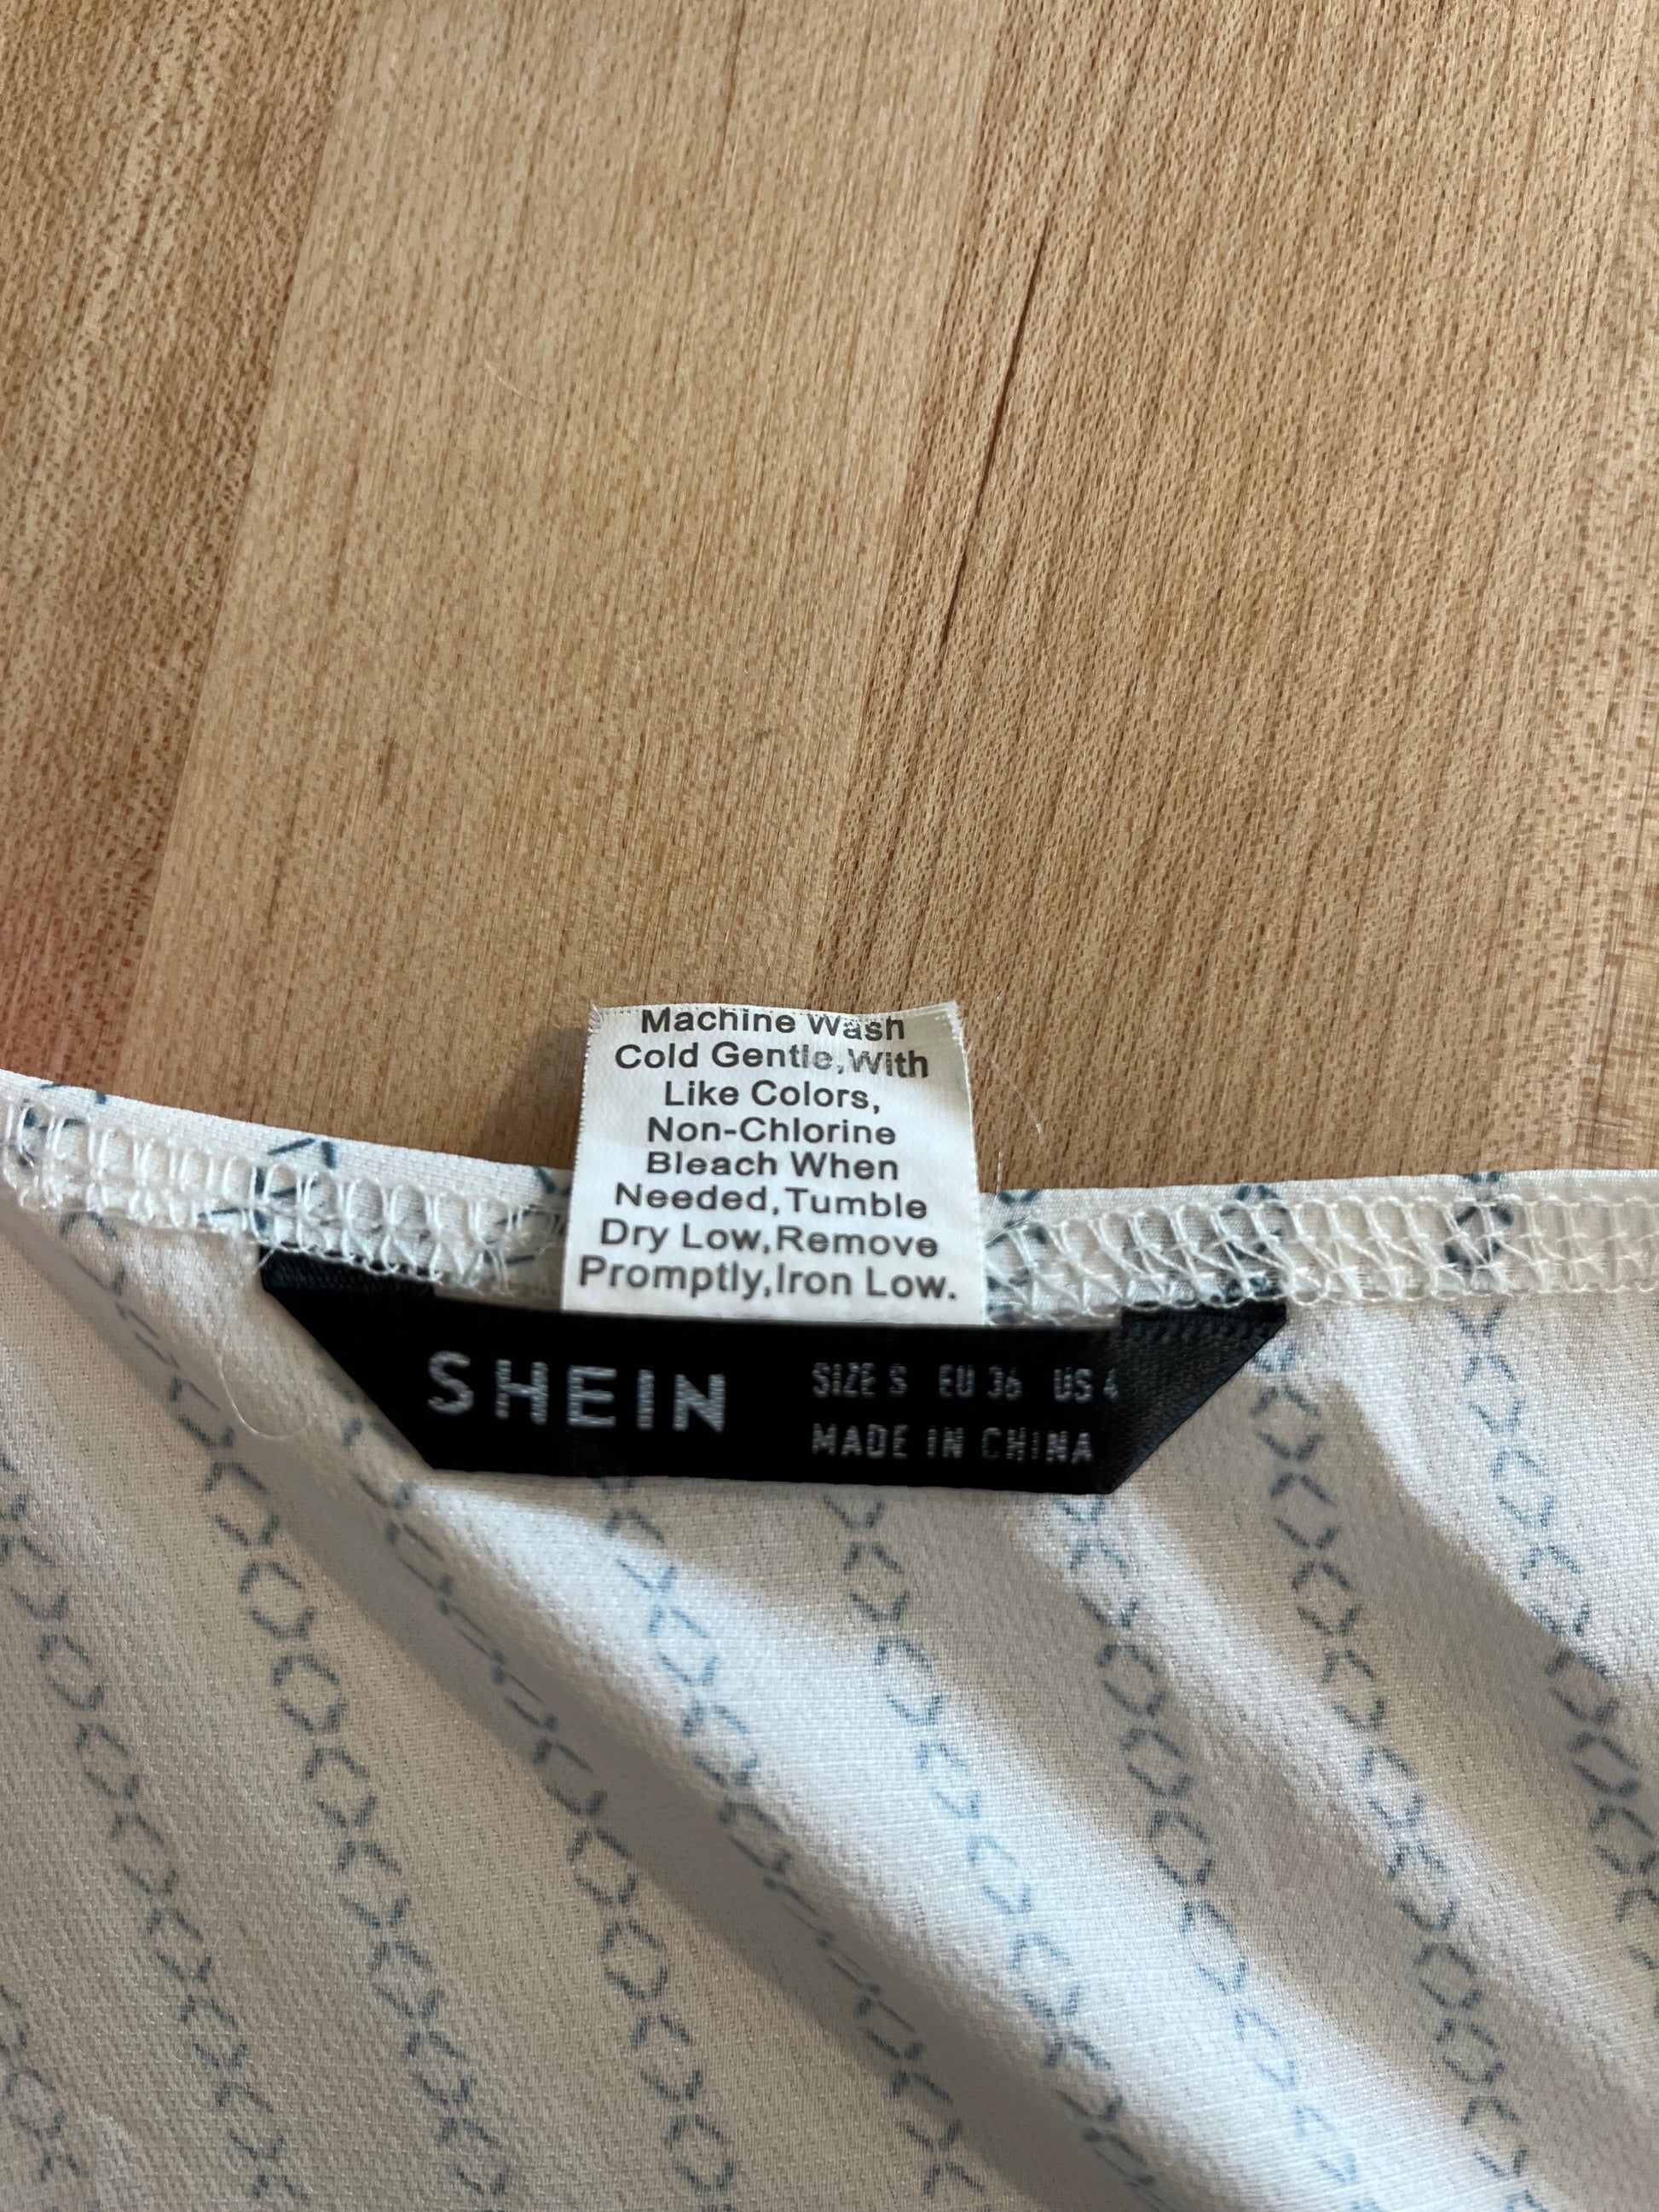 Machine Wash
Cold Gentle,With
Like Colors,
Non-Chlorine
Bleach When
Needed,Tumble
Dry Low,Remove
Promptly,Iron Low.
SHEIN
SIZE S EU 36 US 4
MADE IN CHINA